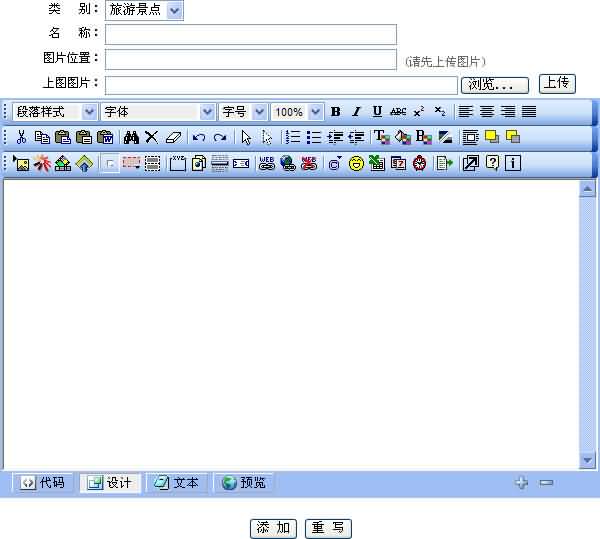 类 别： 旅游景点
名 称：
图片位置： (请先上传图片)
上图图片： 浏览... 上传
段落样式 字体 字号 100% B I U ABC x² x₂
代码 设计 文本 预览
添 加 重 写